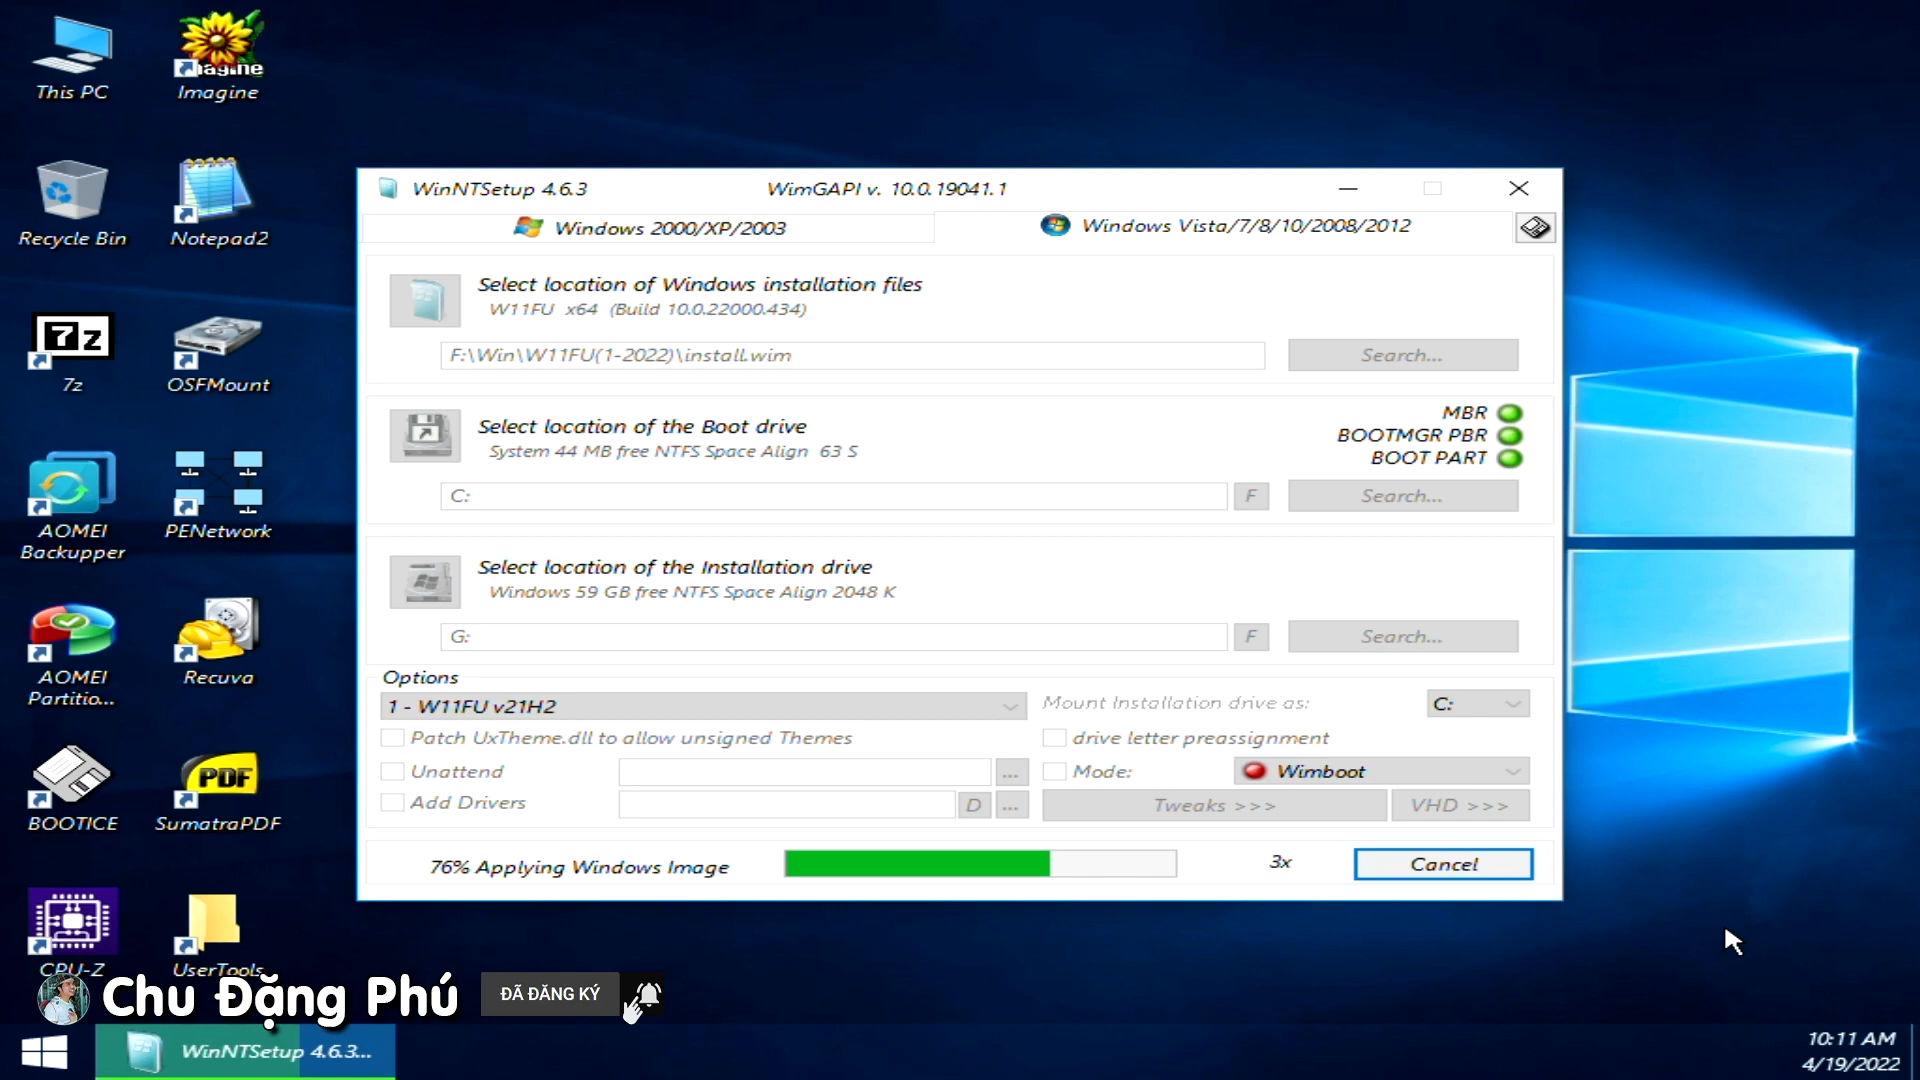 This PC
Imagine
Recycle Bin
Notepad2
7z
OSFMount
AOMEI
Backupper
PENetwork
AOMEI
Partitio...
Recuva
BOOTICE
PDF
SumatraPDF
CPU-Z
UserTools
WinNTSetup 4.6.3
WimGAPI v. 10.0.19041.1
Windows 2000/XP/2003
Windows Vista/7/8/10/2008/2012
Select location of Windows installation files
W11FU x64 (Build 10.0.22000.434)
F:\Win\W11FU(1-2022)\install.wim
Search...
Select location of the Boot drive
System 44 MB free NTFS Space Align 63 S
MBR
BOOTMGR PBR
BOOT PART
C:
F
Search...
Select location of the Installation drive
Windows 59 GB free NTFS Space Align 2048 K
G:
F
Search...
Options
1 - W11FU v21H2
Mount Installation drive as:
C:
Patch UxTheme.dll to allow unsigned Themes
drive letter preassignment
Unattend
...
Mode:
Wimboot
Add Drivers
D
...
Tweaks >>>
VHD >>>
76% Applying Windows Image
3x
Cancel
Chu Đặng Phú
ĐÃ ĐĂNG KÝ
WinNTSetup 4.6.3...
10:11 AM
4/19/2022